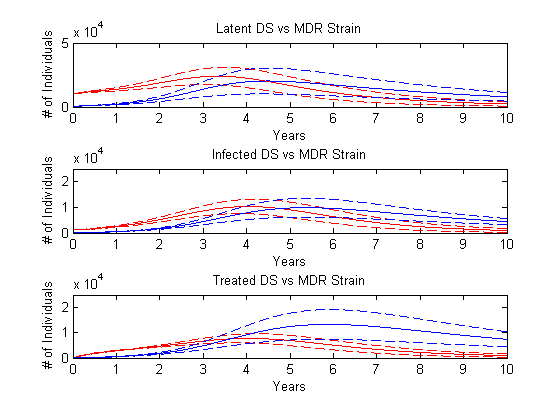 Latent DS vs MDR Strain
x 10^4
5
0
# of Individuals
0 1 2 3 4 5 6 7 8 9 10
Years
Infected DS vs MDR Strain
x 10^4
2
1
0
# of Individuals
0 1 2 3 4 5 6 7 8 9 10
Years
Treated DS vs MDR Strain
x 10^4
2
1
0
# of Individuals
0 1 2 3 4 5 6 7 8 9 10
Years